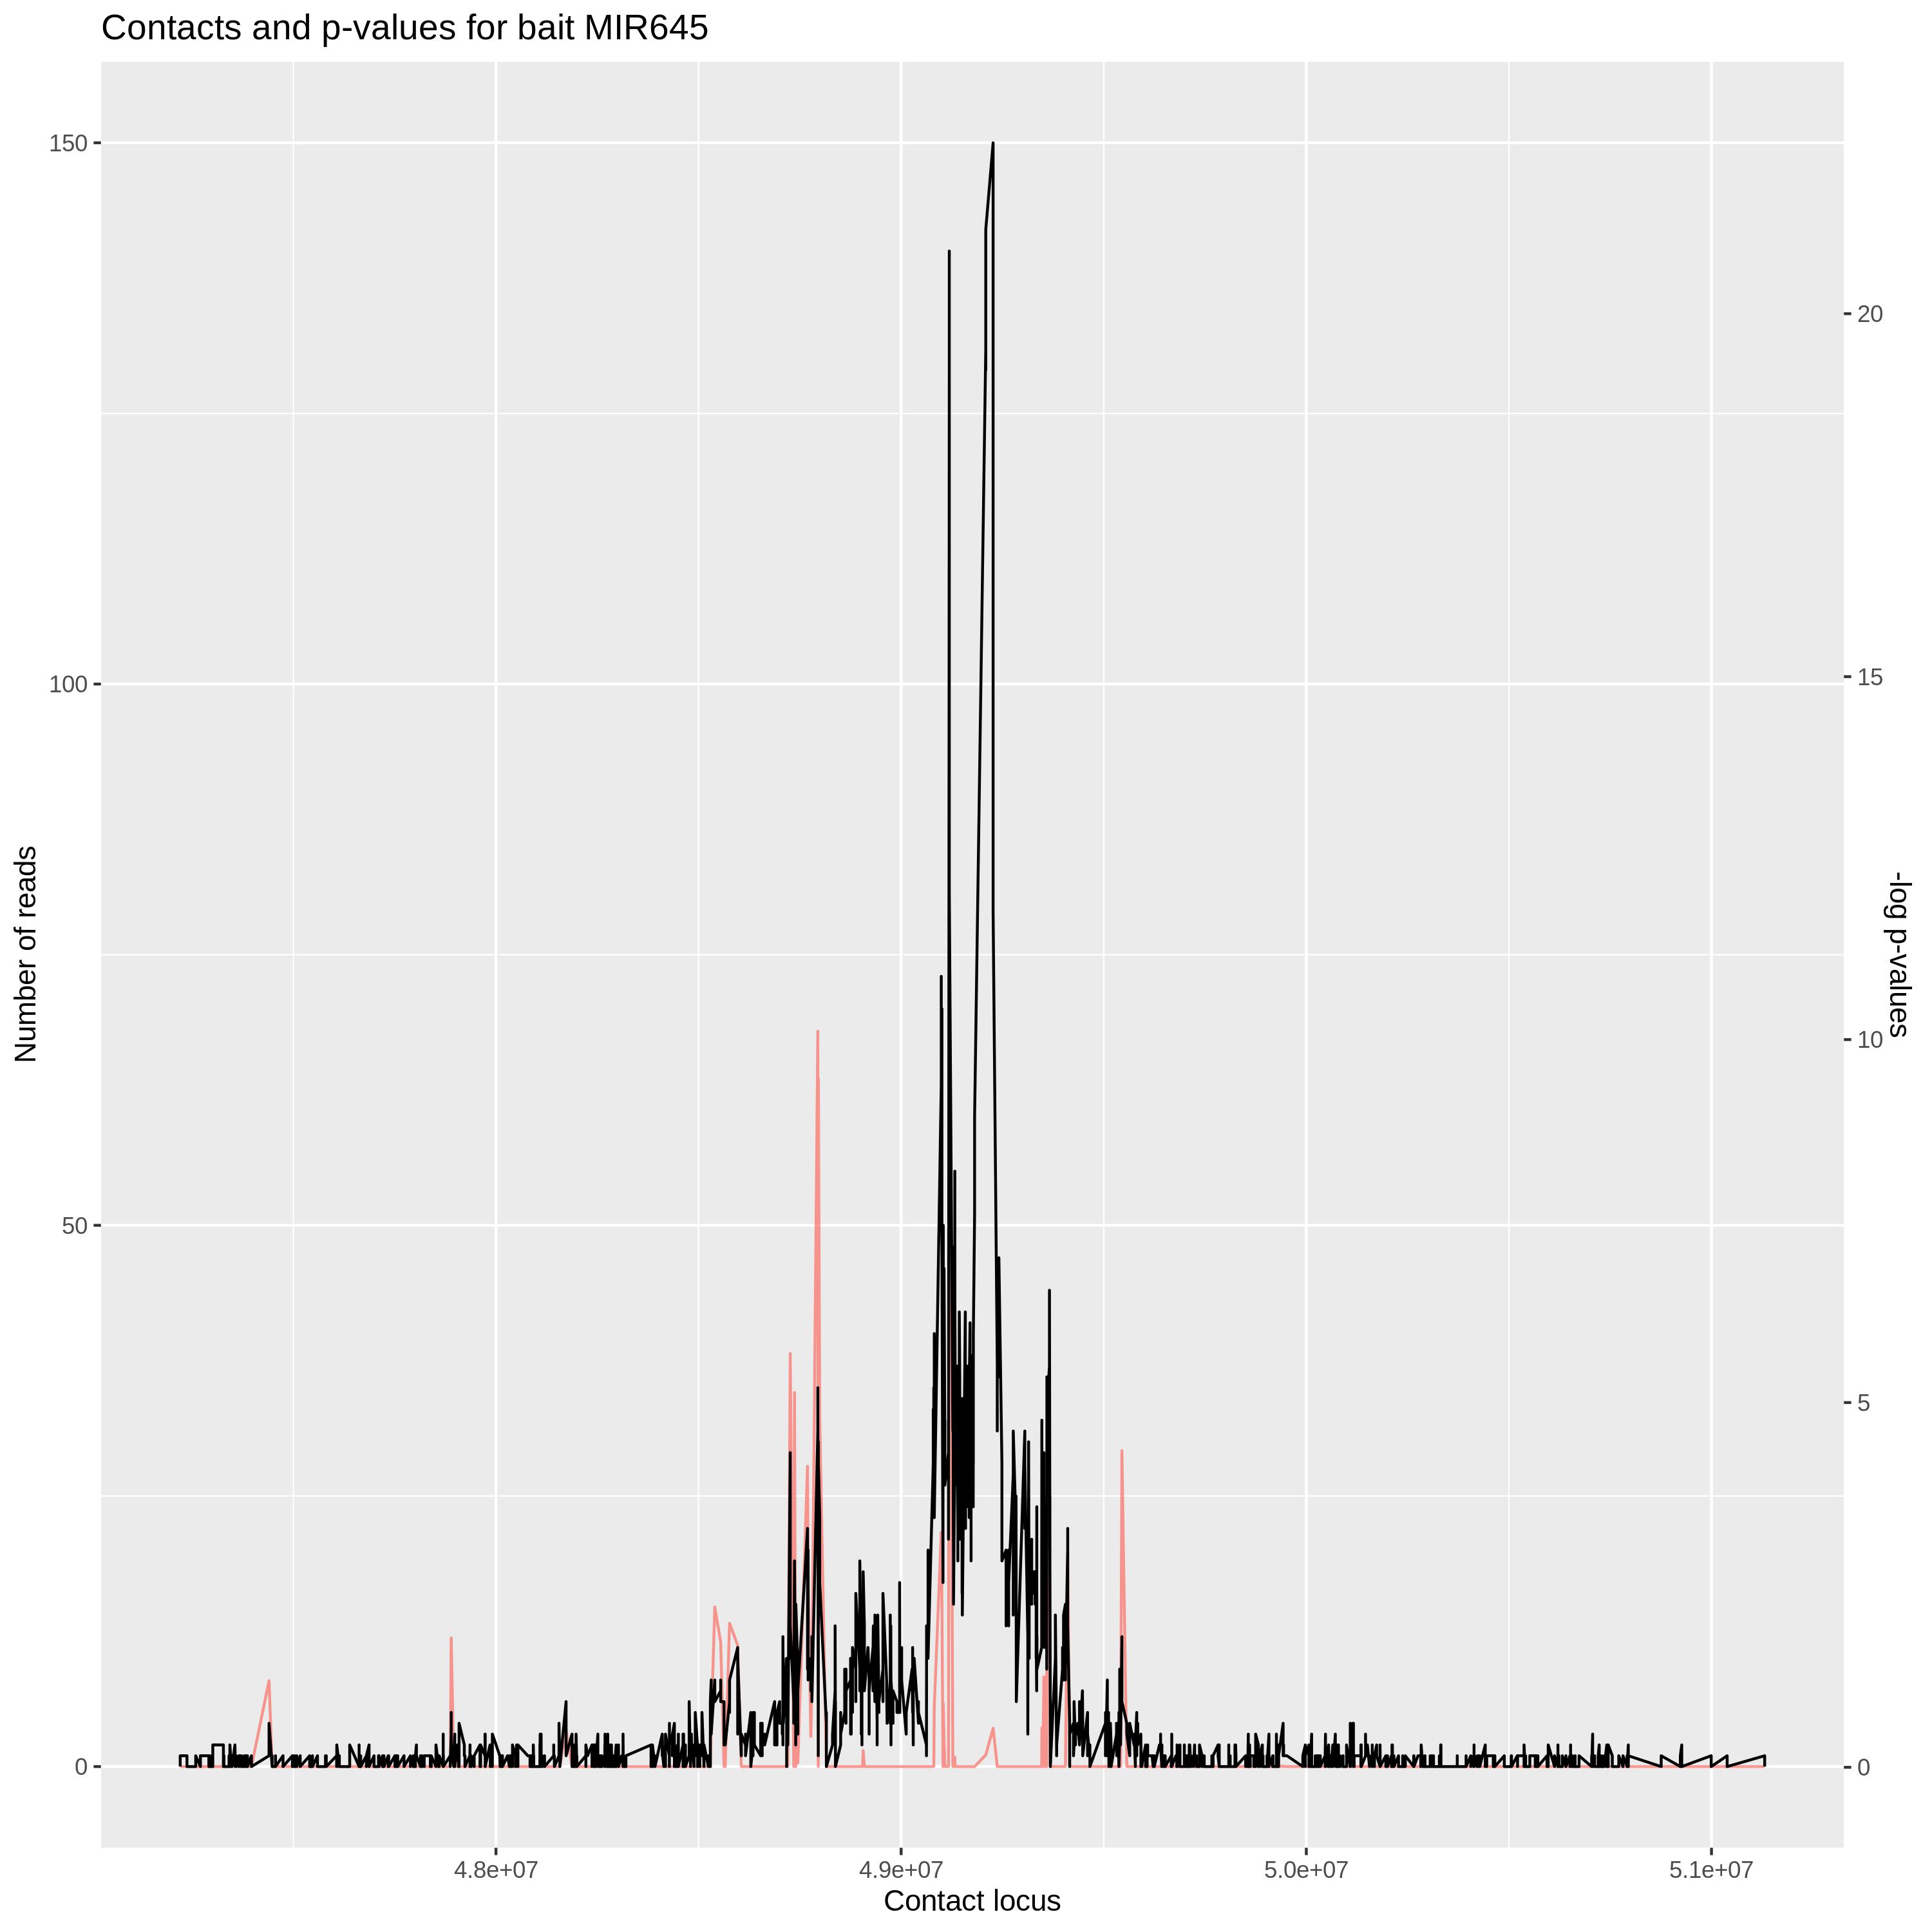 Contacts and p-values for bait MIR645
150
100
50
0
Number of reads
20
15
10
5
0
-log p-values
4.8e+07
4.9e+07
5.0e+07
5.1e+07
Contact locus